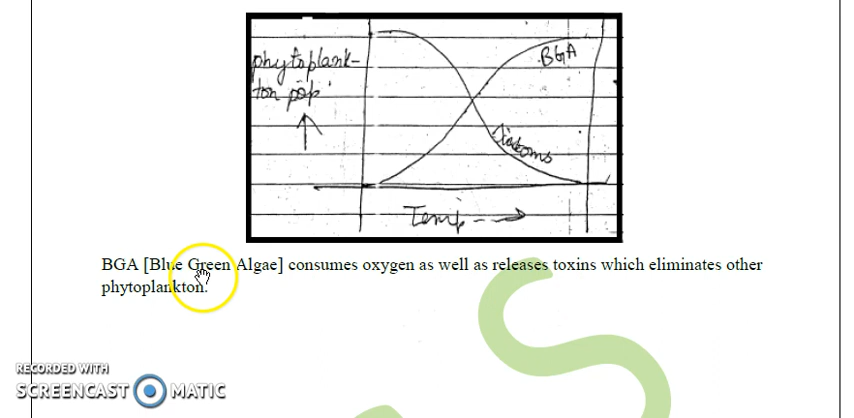 phytoplank-
ton pop'
BGA
Diatoms
Temp
BGA [Blue Green Algae] consumes oxygen as well as releases toxins which eliminates other
phytoplankton.
RECORDED WITH
SCREENCAST MATIC
S